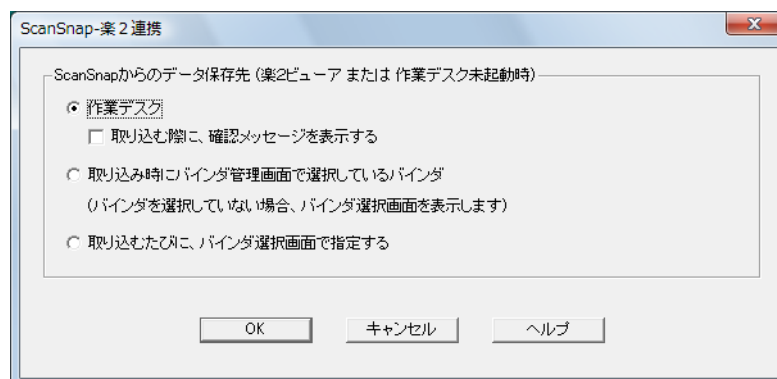 ScanSnap-楽2連携
ScanSnapからのデータ保存先 (楽2ビューア または 作業デスク未起動時)
作業デスク
取り込む際に、確認メッセージを表示する
取り込み時にバインダ管理画面で選択しているバインダ
(バインダを選択していない場合、バインダ選択画面を表示します)
取り込むたびに、バインダ選択画面で指定する
OK キャンセル ヘルプ